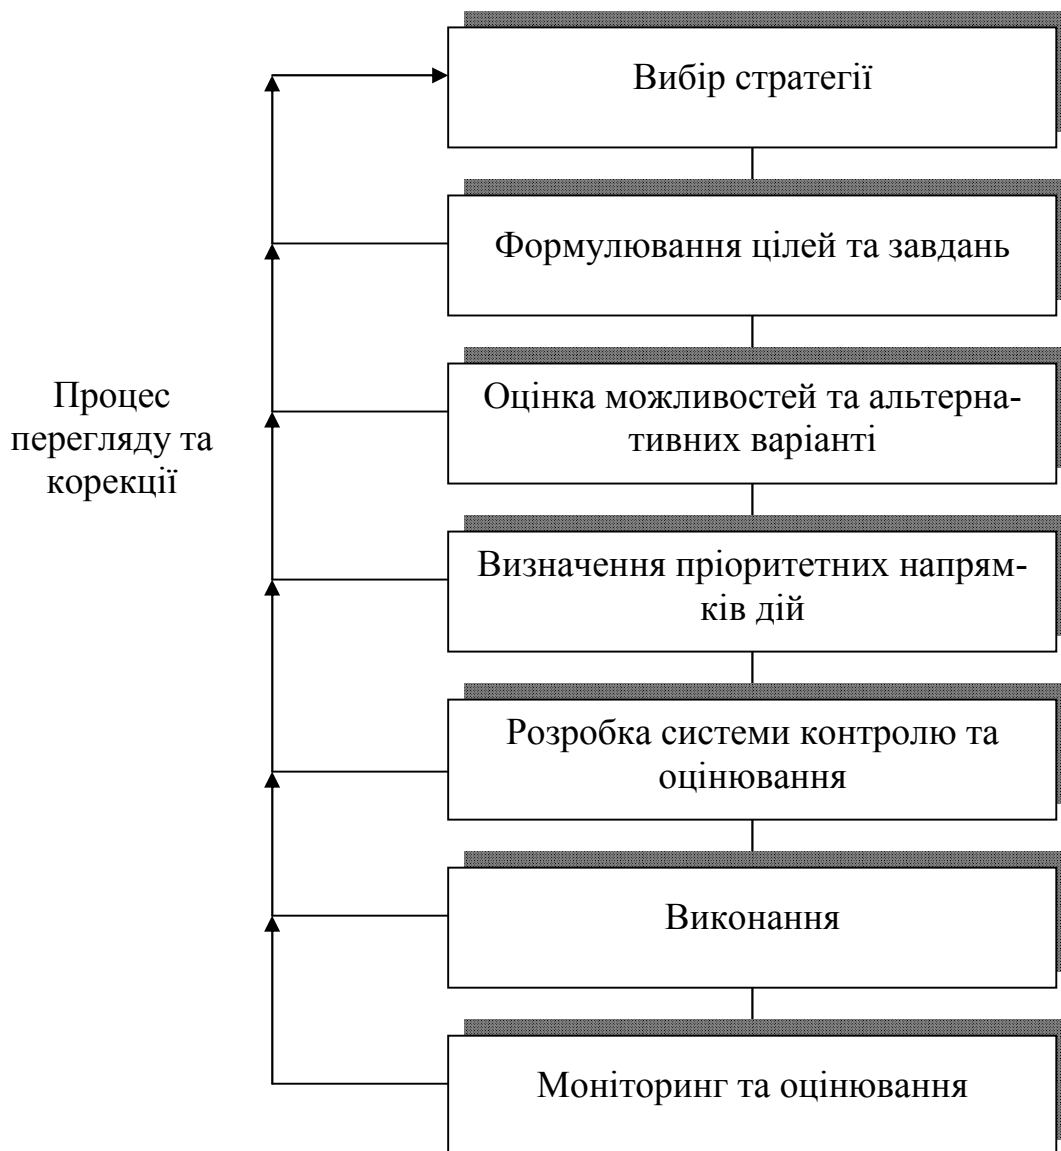 Вибір стратегії
Формулювання цілей та завдань
Оцінка можливостей та альтерна-
тивних варіанті
Процес
перегляду та
корекції
Визначення пріоритетних напрям-
ків дій
Розробка системи контролю та
оцінювання
Виконання
Моніторинг та оцінювання